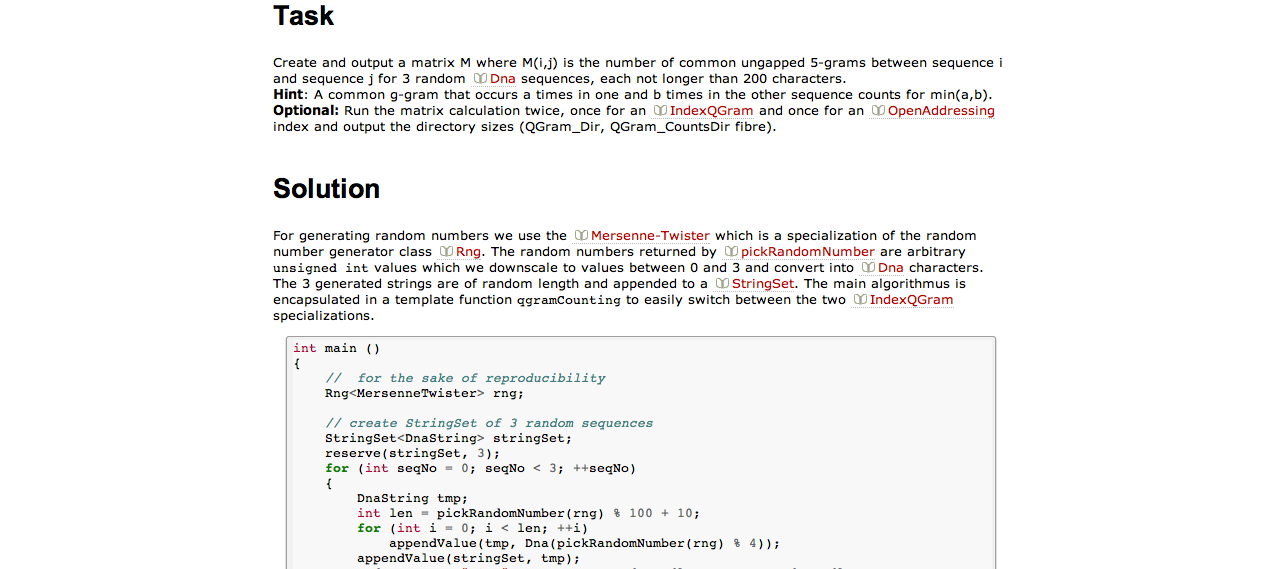 Task
Create and output a matrix M where M(i,j) is the number of common ungapped 5-grams between sequence i
and sequence j for 3 random Dna sequences, each not longer than 200 characters.
Hint: A common g-gram that occurs a times in one and b times in the other sequence counts for min(a,b).
Optional: Run the matrix calculation twice, once for an IndexQGram and once for an OpenAddressing
index and output the directory sizes (QGram_Dir, QGram_CountsDir fibre).
Solution
For generating random numbers we use the Mersenne-Twister which is a specialization of the random
number generator class Rng. The random numbers returned by pickRandomNumber are arbitrary
unsigned int values which we downscale to values between 0 and 3 and convert into Dna characters.
The 3 generated strings are of random length and appended to a StringSet. The main algorithmus is
encapsulated in a template function qgramCounting to easily switch between the two IndexQGram
specializations.
int main ()
{
    //  for the sake of reproducibility
    Rng<MersenneTwister> rng;
    // create StringSet of 3 random sequences
    StringSet<DnaString> stringSet;
    reserve(stringSet, 3);
    for (int seqNo = 0; seqNo < 3; ++seqNo)
    {
        DnaString tmp;
        int len = pickRandomNumber(rng) % 100 + 10;
        for (int i = 0; i < len; ++i)
            appendValue(tmp, Dna(pickRandomNumber(rng) % 4));
        appendValue(stringSet, tmp);